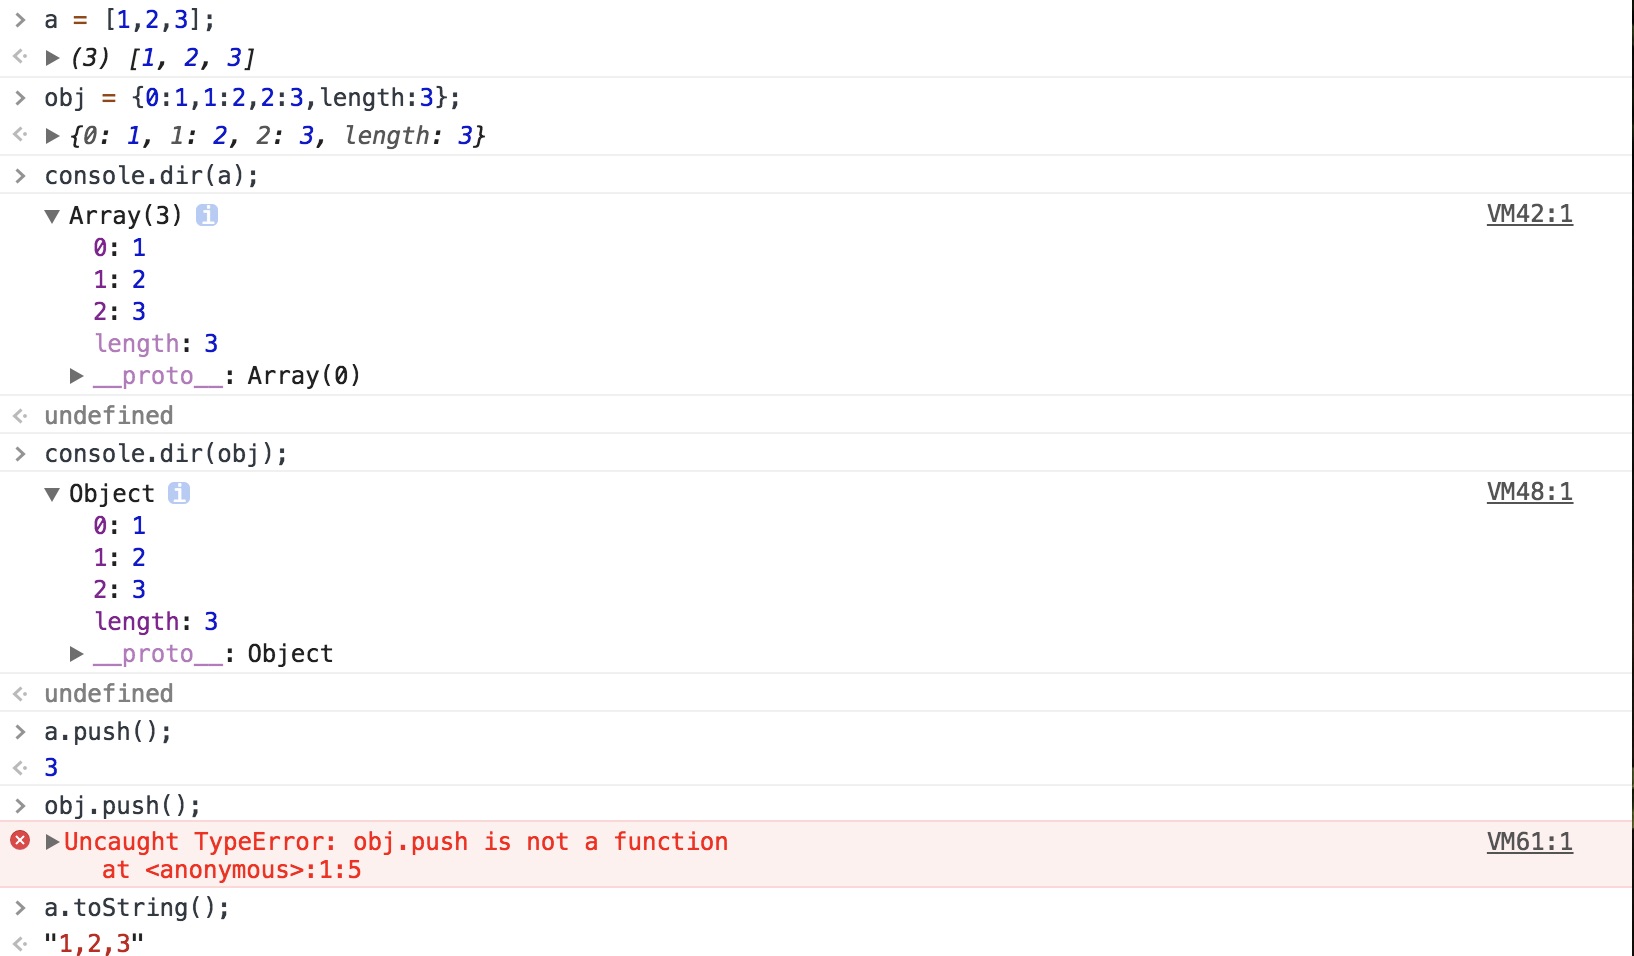 a = [1,2,3];
(3) [1, 2, 3]
obj = {0:1,1:2,2:3,length:3};
{0: 1, 1: 2, 2: 3, length: 3}
console.dir(a);
Array(3) i VM42:1
0: 1
1: 2
2: 3
length: 3
__proto__: Array(0)
undefined
console.dir(obj);
Object i VM48:1
0: 1
1: 2
2: 3
length: 3
__proto__: Object
undefined
a.push();
3
obj.push();
Uncaught TypeError: obj.push is not a function VM61:1
at <anonymous>:1:5
a.toString();
"1,2,3"